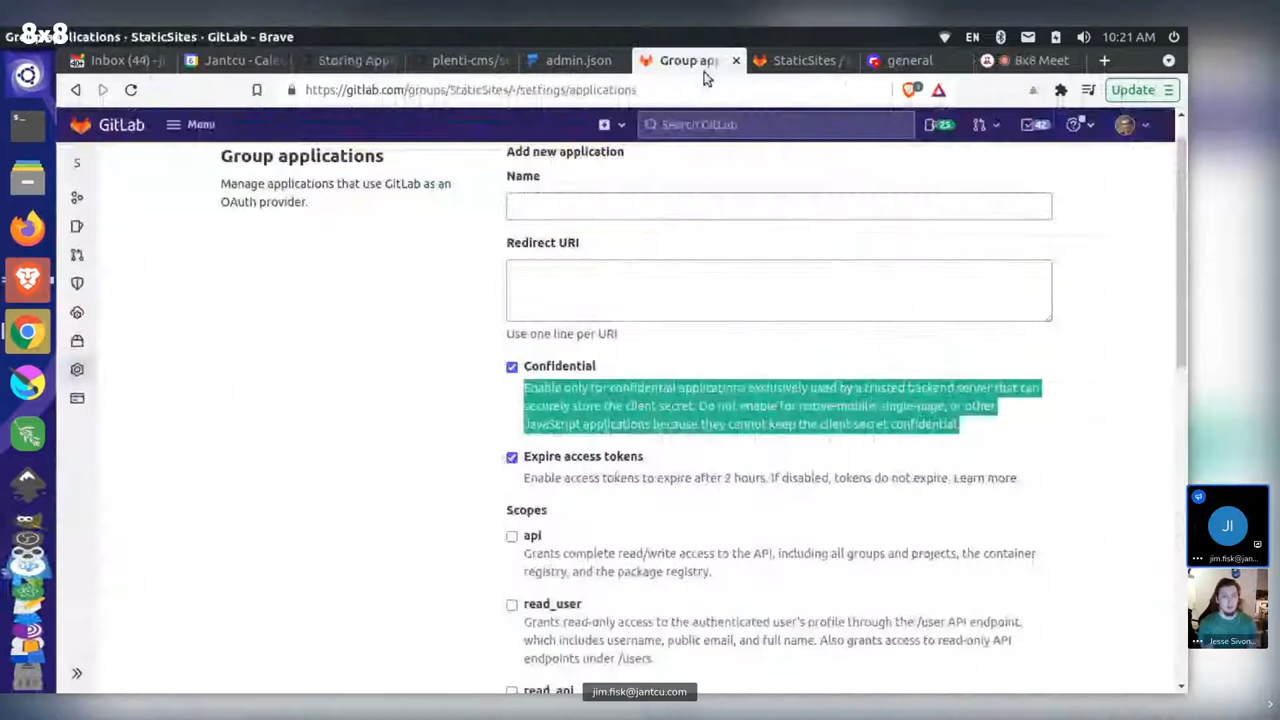 8x8
Group applications · StaticSites · GitLab - Brave
EN
10:21 AM
Inbox (44) -
Jantcu - Cal
Storing App
plenti-cms/s
admin.json
Group ap
StaticSites /
general
8x8 Meet
https://gitlab.com/groups/StaticSites/-/settings/applications
Update
GitLab
Menu
Search GitLab
25
42
S
Group applications
Manage applications that use GitLab as an
OAuth provider.
Add new application
Name
Redirect URI
Use one line per URI
Confidential
Enable only for confidential applications exclusively used by a trusted backend server that can
securely store the client secret. Do not enable for native-mobile, single-page, or other
JavaScript applications because they cannot keep the client secret confidential.
Expire access tokens
Enable access tokens to expire after 2 hours. If disabled, tokens do not expire. Learn more.
Scopes
api
Grants complete read/write access to the API, including all groups and projects, the container
registry, and the package registry.
read_user
Grants read-only access to the authenticated user's profile through the /user API endpoint,
which includes username, public email, and full name. Also grants access to read-only API
endpoints under /users.
read_api
JI
jim.fisk@jan...
Jesse Sivon...
jim.fisk@jantcu.com